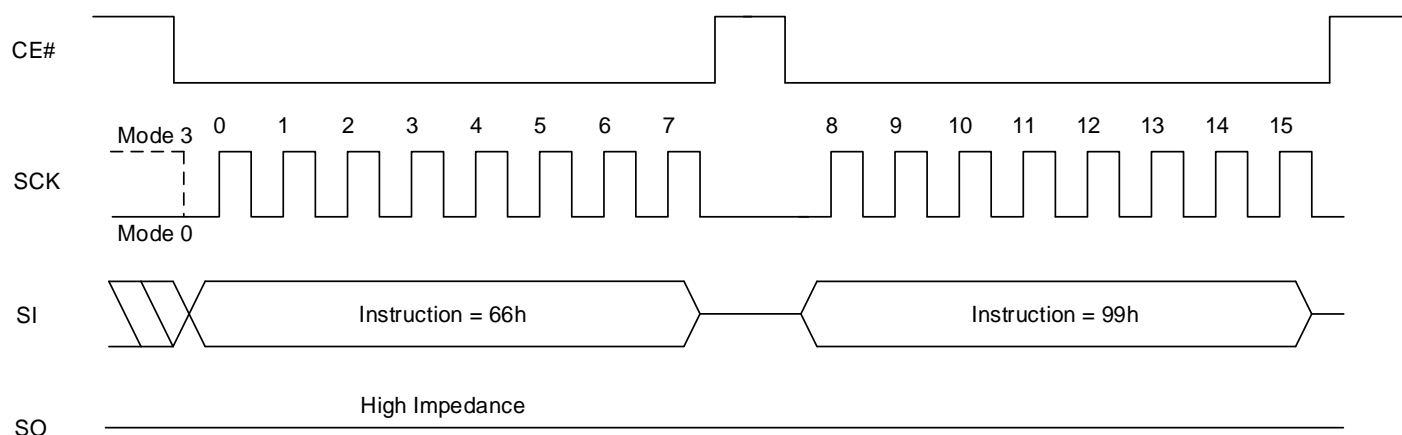 CE#
0 1 2 3 4 5 6 7 8 9 10 11 12 13 14 15
Mode 3
SCK
Mode 0
SI
Instruction = 66h
Instruction = 99h
High Impedance
SO